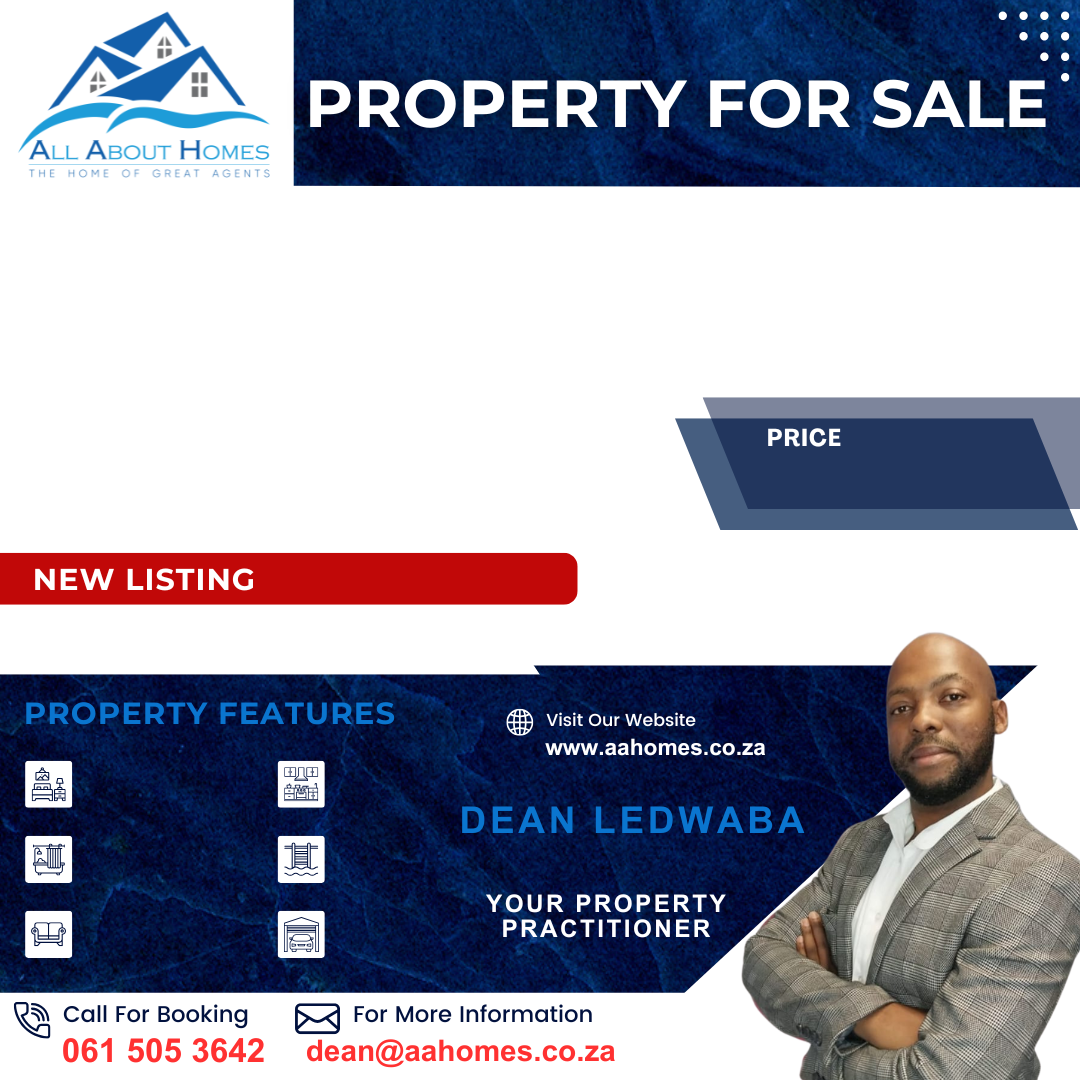 ALL ABOUT HOMES
THE HOME OF GREAT AGENTS
PROPERTY FOR SALE
PRICE
NEW LISTING
PROPERTY FEATURES
Visit Our Website
www.aahomes.co.za
DEAN LEDWABA
YOUR PROPERTY
PRACTITIONER
Call For Booking
061 505 3642
For More Information
dean@aahomes.co.za